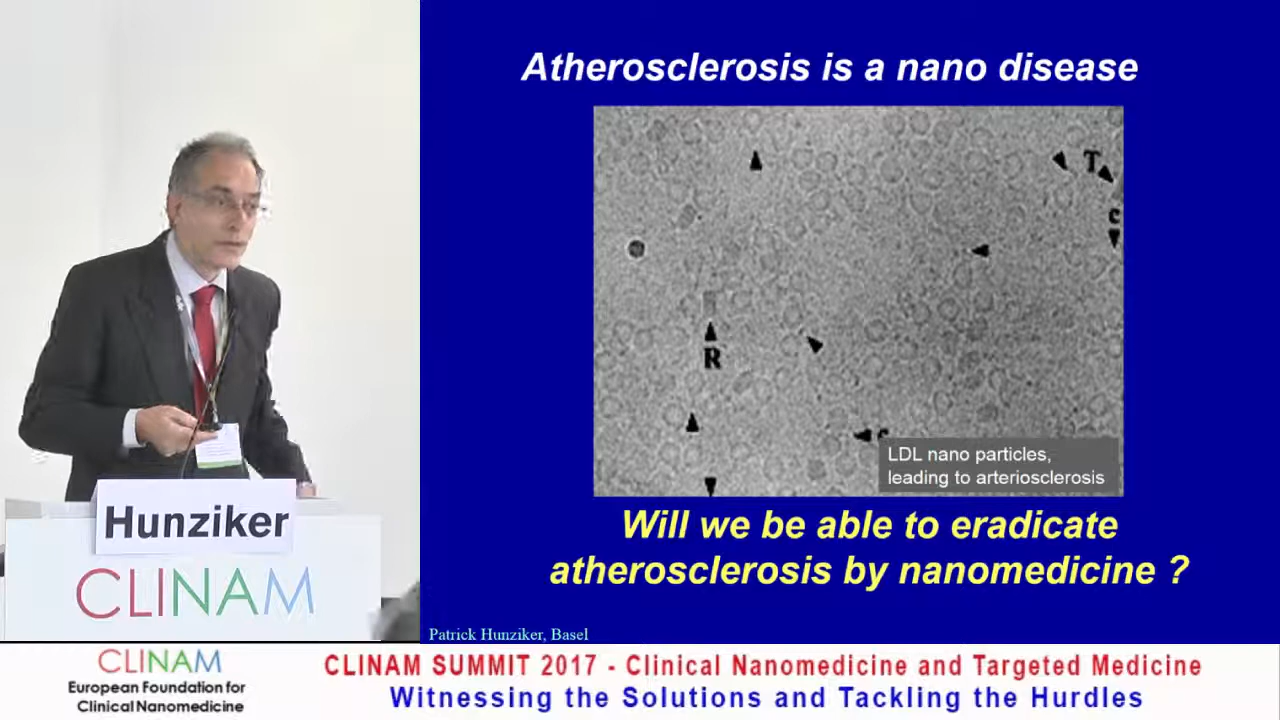 Atherosclerosis is a nano disease
T
c
R
c
LDL nano particles,
leading to arteriosclerosis
Will we be able to eradicate
atherosclerosis by nanomedicine ?
Patrick Hunziker, Basel
Hunziker
CLINAM
CLINAM
European Foundation for
Clinical Nanomedicine
CLINAM SUMMIT 2017 - Clinical Nanomedicine and Targeted Medicine
Witnessing the Solutions and Tackling the Hurdles